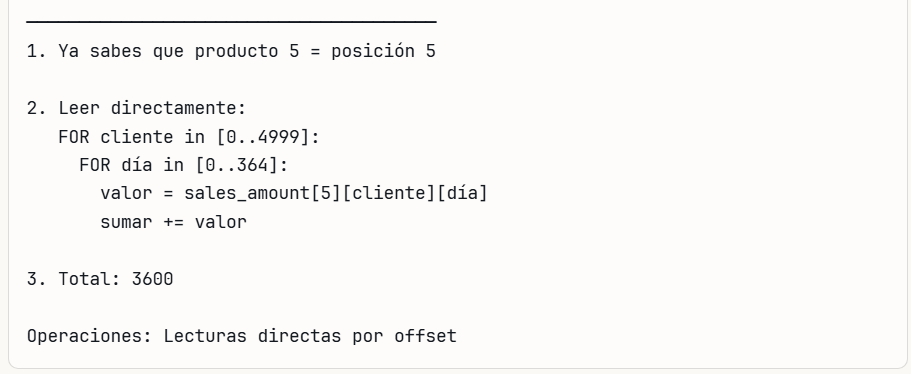 1. Ya sabes que producto 5 = posición 5
2. Leer directamente:
FOR cliente in [0..4999]:
FOR día in [0..364]:
valor = sales_amount[5][cliente][día]
sumar += valor
3. Total: 3600
Operaciones: Lecturas directas por offset